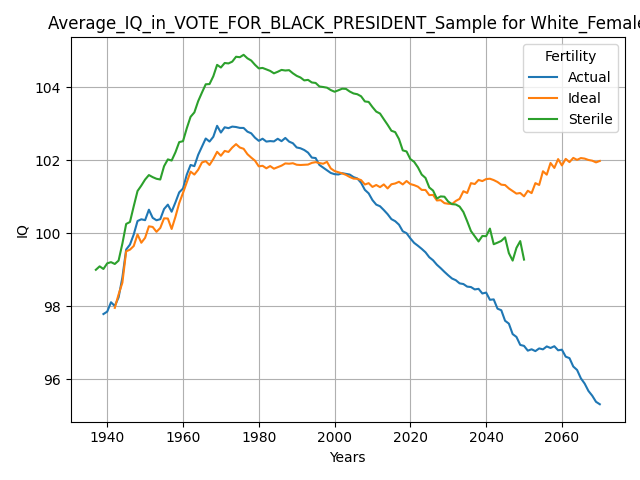 Average_IQ_in_VOTE_FOR_BLACK_PRESIDENT_Sample for White_Female
Fertility
Actual
Ideal
Sterile
104
102
100
98
96
IQ
1940
1960
1980
2000
2020
2040
2060
Years